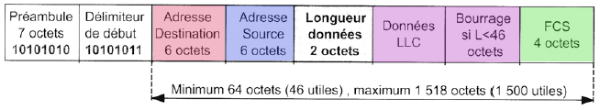 Préambule
7 octets
10101010
Délimiteur
de début
10101011
Adresse
Destination
6 octets
Adresse
Source
6 octets
Longueur
données
2 octets
Données
LLC
Bourrage
si L<46
octets
FCS
4 octets
Minimum 64 octets (46 utiles) , maximum 1 518 octets (1 500 utiles)